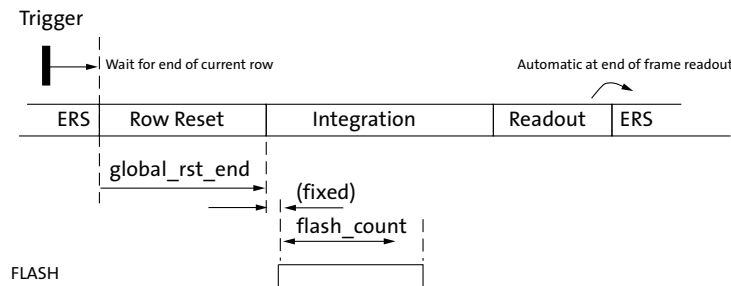 Trigger
Wait for end of current row
Automatic at end of frame readout
ERS Row Reset Integration Readout ERS
global_rst_end
(fixed)
flash_count
FLASH